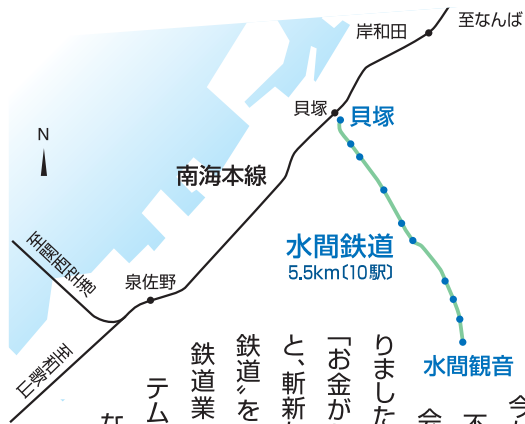 至なんば
岸和田
貝塚
貝塚
N
南海本線
水間鉄道
5.5km〔10駅〕
至関西空港
泉佐野
至和歌山
水間観音
りました
「お金が
と、斬新
鉄道〟を
鉄道業
テム